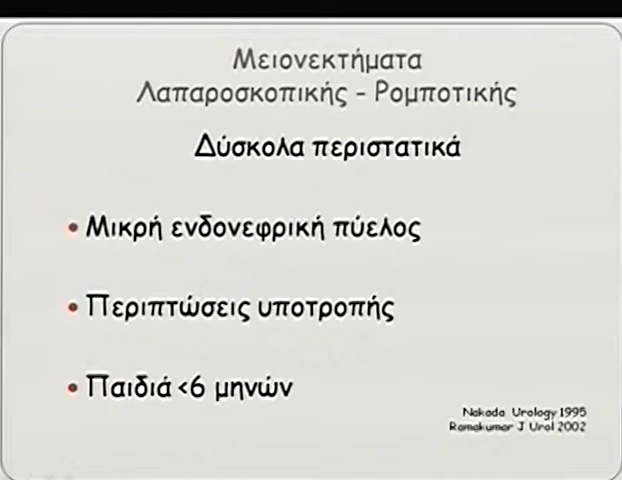 Μειονεκτήματα
Λαπαροσκοπικής - Ρομποτικής
Δύσκολα περιστατικά
• Μικρή ενδονεφρική πύελος
• Περιπτώσεις υποτροπής
• Παιδιά <6 μηνών
Nakada Urology 1995
Ramakumar J Urol 2002